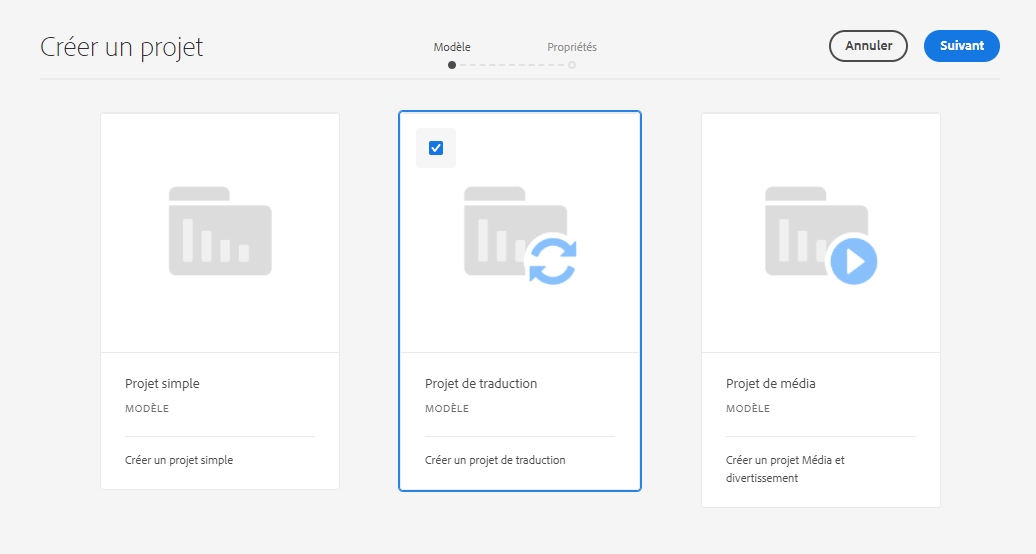 Créer un projet
Modèle
Propriétés
Annuler
Suivant
Projet simple
MODÈLE
Créer un projet simple
Projet de traduction
MODÈLE
Créer un projet de traduction
Projet de média
MODÈLE
Créer un projet Média et
divertissement